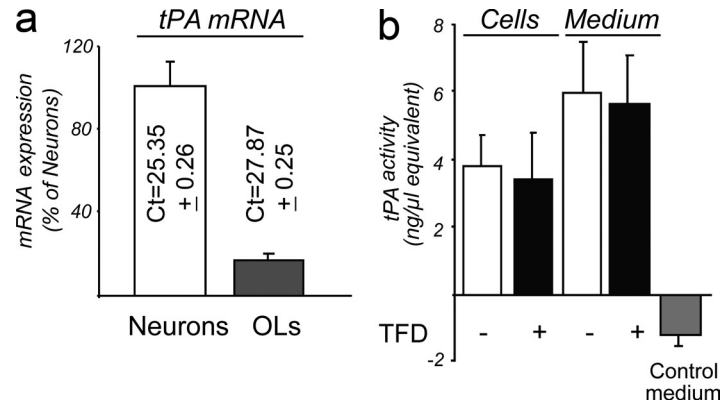 a
tPA mRNA
mRNA expression
(% of Neurons)
120
80
40
Ct=25.35
± 0.26
Ct=27.87
± 0.25
Neurons
OLs
b
Cells
Medium
tPA activity
(ng/µl equivalent)
8
6
4
2
-2
TFD
-
+
-
+
Control
medium